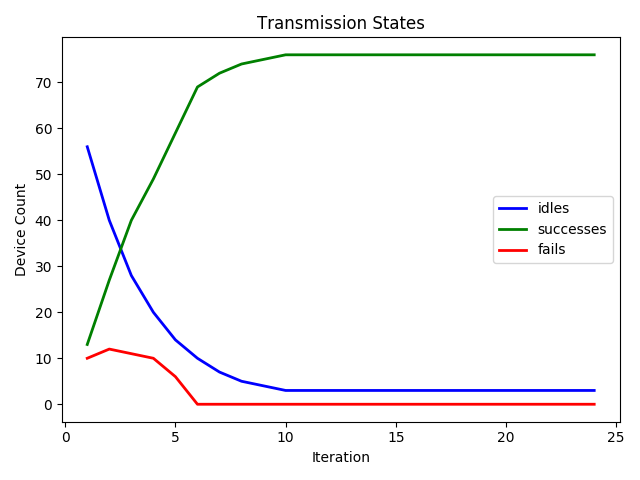 Transmission States
Device Count
70
60
50
40
30
20
10
0
idles
successes
fails
0 5 10 15 20 25
Iteration